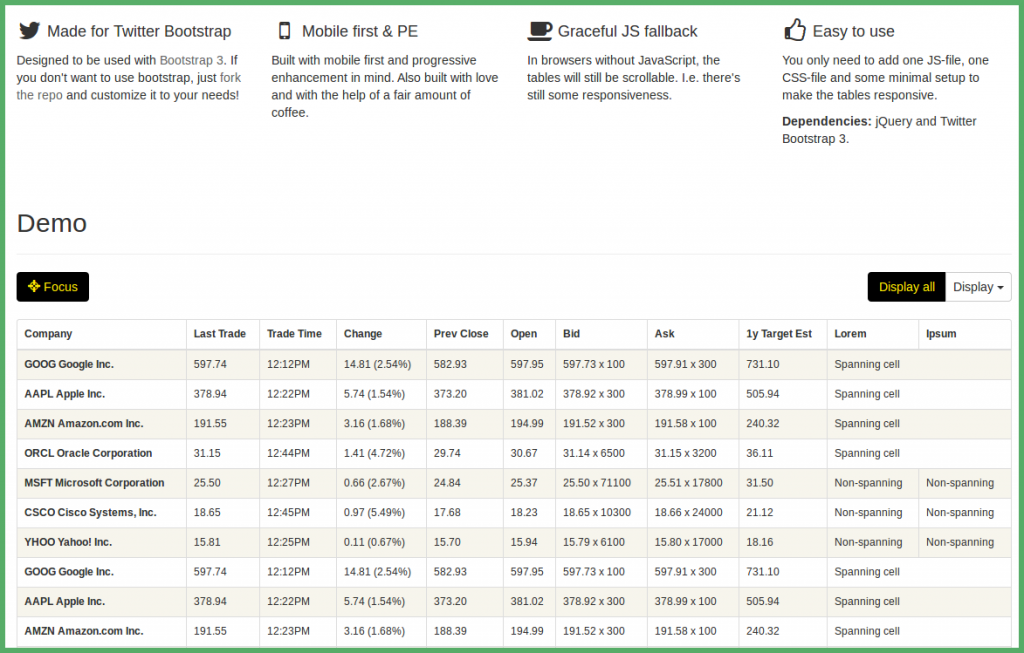 Made for Twitter Bootstrap
Designed to be used with Bootstrap 3. If
you don't want to use bootstrap, just fork
the repo and customize it to your needs!
Mobile first & PE
Built with mobile first and progressive
enhancement in mind. Also built with love
and with the help of a fair amount of
coffee.
Graceful JS fallback
In browsers without JavaScript, the
tables will still be scrollable. I.e. there's
still some responsiveness.
Easy to use
You only need to add one JS-file, one
CSS-file and some minimal setup to
make the tables responsive.
Dependencies: jQuery and Twitter
Bootstrap 3.
Demo
Focus Display all Display
Company Last Trade Trade Time Change Prev Close Open Bid Ask 1y Target Est Lorem Ipsum
GOOG Google Inc. 597.74 12:12PM 14.81 (2.54%) 582.93 597.95 597.73 x 100 597.91 x 300 731.10 Spanning cell
AAPL Apple Inc. 378.94 12:22PM 5.74 (1.54%) 373.20 381.02 378.92 x 300 378.99 x 100 505.94 Spanning cell
AMZN Amazon.com Inc. 191.55 12:23PM 3.16 (1.68%) 188.39 194.99 191.52 x 300 191.58 x 100 240.32 Spanning cell
ORCL Oracle Corporation 31.15 12:44PM 1.41 (4.72%) 29.74 30.67 31.14 x 6500 31.15 x 3200 36.11 Spanning cell
MSFT Microsoft Corporation 25.50 12:27PM 0.66 (2.67%) 24.84 25.37 25.50 x 71100 25.51 x 17800 31.50 Non-spanning Non-spanning
CSCO Cisco Systems, Inc. 18.65 12:45PM 0.97 (5.49%) 17.68 18.23 18.65 x 10300 18.66 x 24000 21.12 Non-spanning Non-spanning
YHOO Yahoo! Inc. 15.81 12:25PM 0.11 (0.67%) 15.70 15.94 15.79 x 6100 15.80 x 17000 18.16 Non-spanning Non-spanning
GOOG Google Inc. 597.74 12:12PM 14.81 (2.54%) 582.93 597.95 597.73 x 100 597.91 x 300 731.10 Spanning cell
AAPL Apple Inc. 378.94 12:22PM 5.74 (1.54%) 373.20 381.02 378.92 x 300 378.99 x 100 505.94 Spanning cell
AMZN Amazon.com Inc. 191.55 12:23PM 3.16 (1.68%) 188.39 194.99 191.52 x 300 191.58 x 100 240.32 Spanning cell